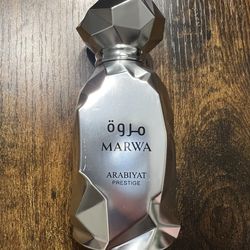 مروة
MARWA
ARABIYAT
PRESTIGE